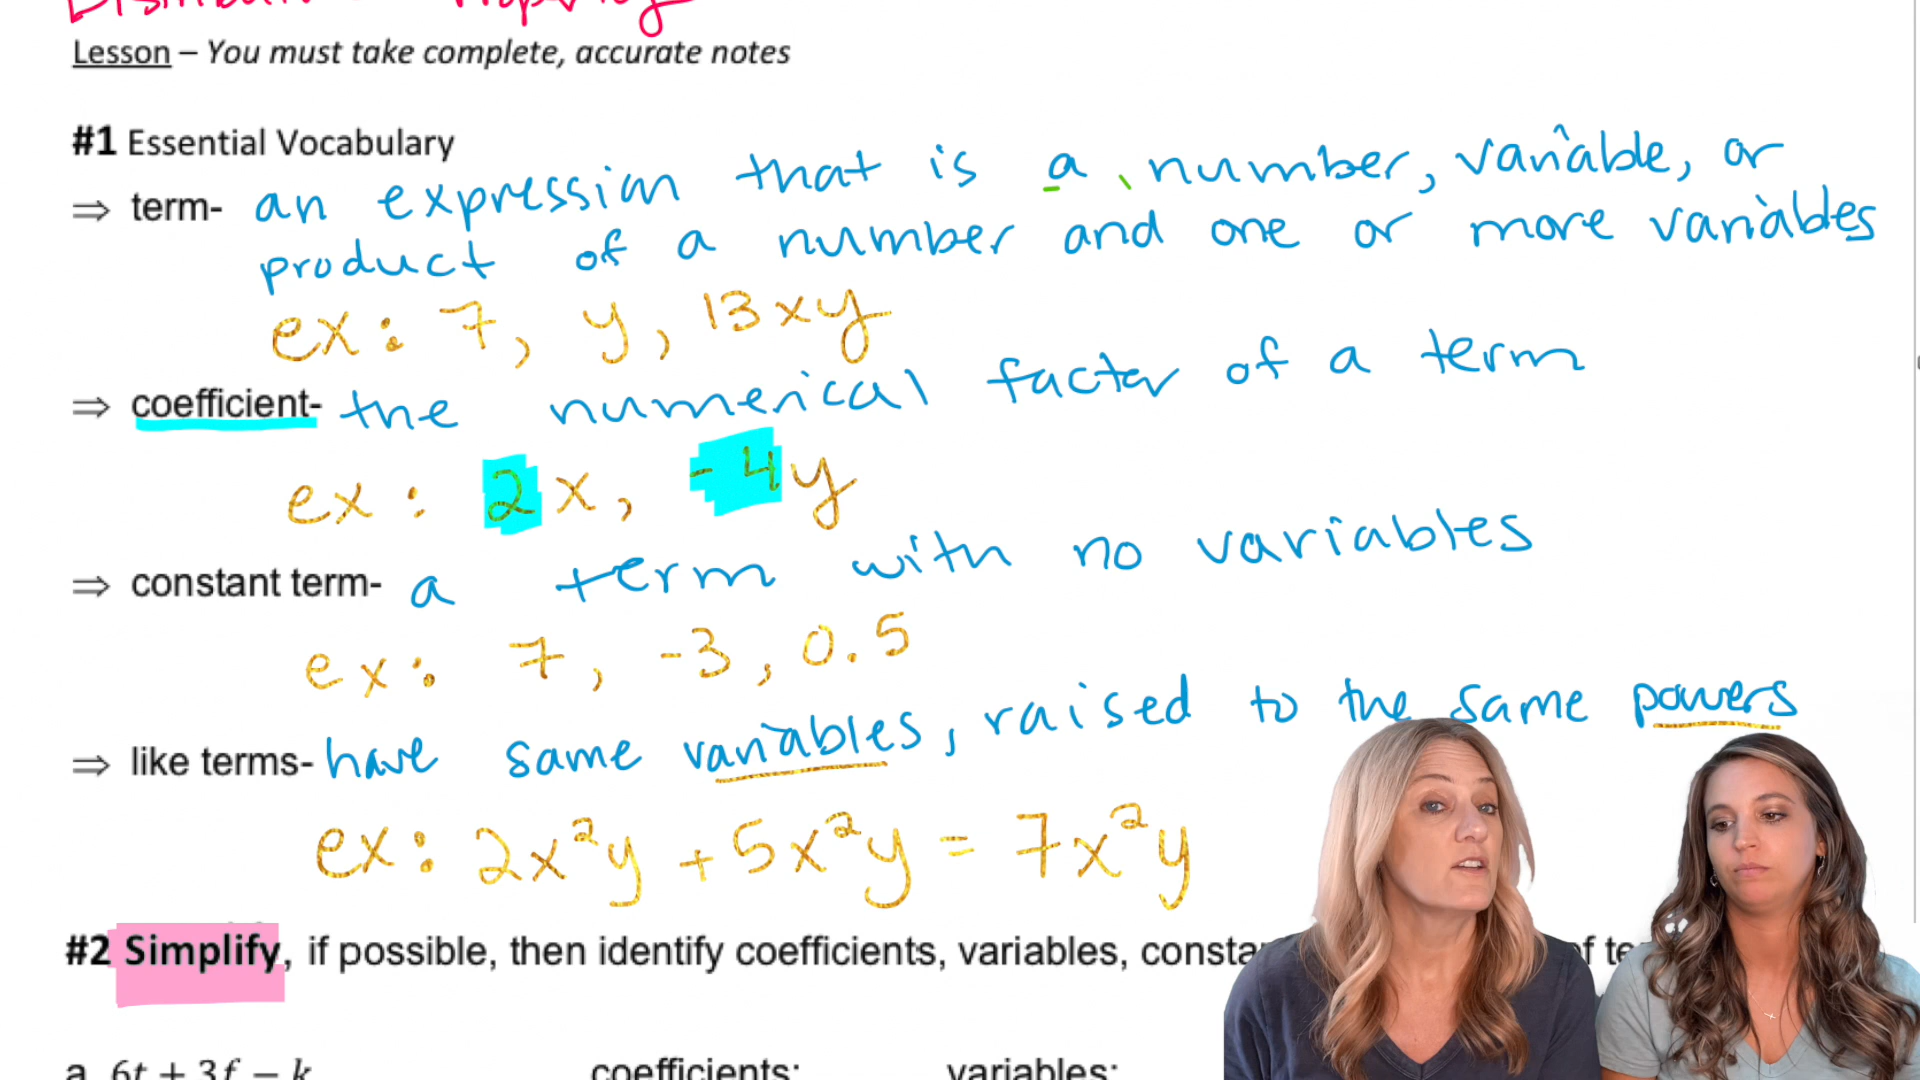 Property
Lesson – You must take complete, accurate notes
#1 Essential Vocabulary
⇒ term- an expression that is a number, variable, or
product of a number and one or more variables
ex: 7, y, 13xy
⇒ coefficient- the numerical factor of a term
ex: 2x, -4y
⇒ constant term- a term with no variables
ex: 7, -3, 0.5
⇒ like terms- have same variables, raised to the same powers
ex: 2x²y + 5x²y = 7x²y
#2 Simplify, if possible, then identify coefficients, variables,
a. 6t + 3f − k coefficients: variables: